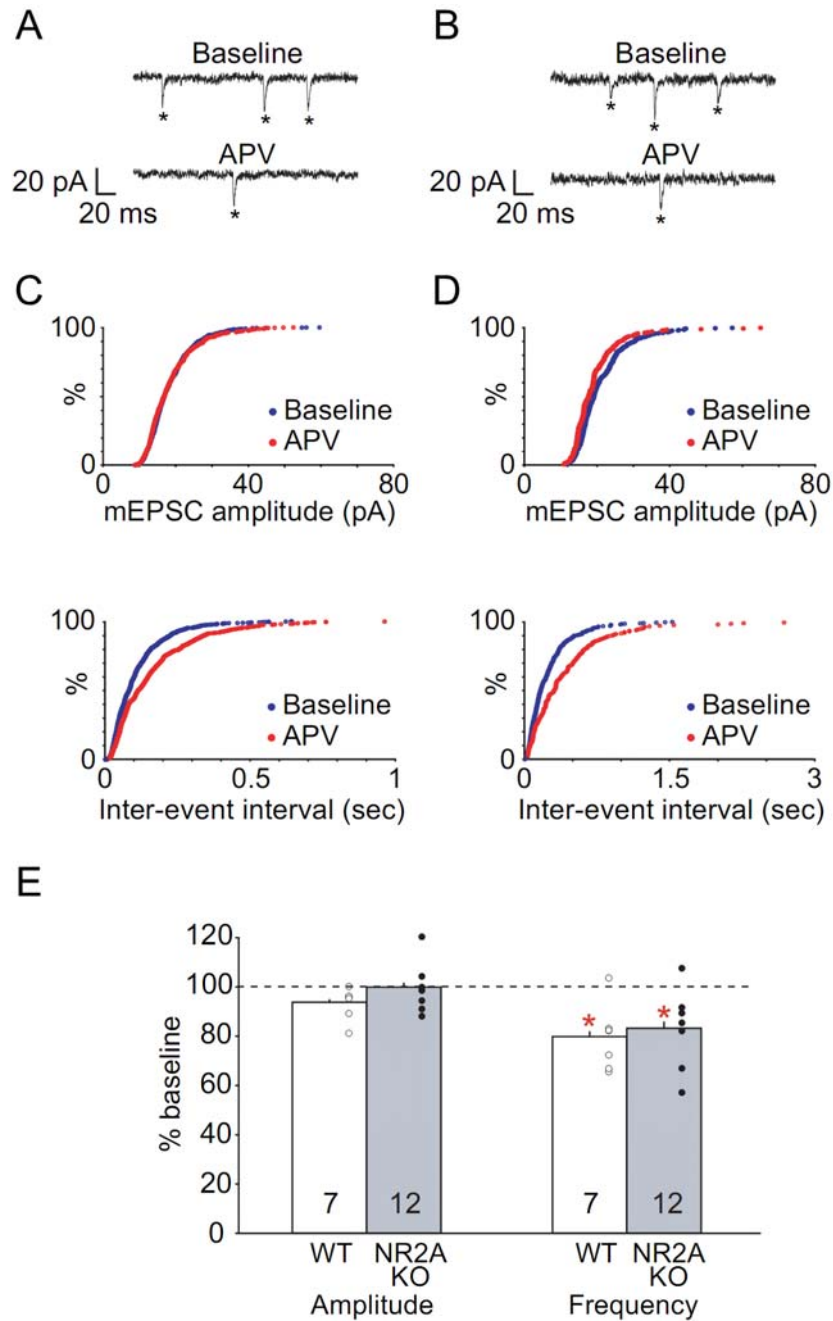 A
B
Baseline
Baseline
* * *
* * *
APV
APV
20 pA
20 ms
*
20 pA
20 ms
*
C
D
100
%
0
Baseline
APV
0 40 80
mEPSC amplitude (pA)
100
%
0
Baseline
APV
0 40 80
mEPSC amplitude (pA)
100
%
0
Baseline
APV
0 0.5 1
Inter-event interval (sec)
100
%
0
Baseline
APV
0 1.5 3
Inter-event interval (sec)
E
% baseline
120
100
80
60
40
20
0
* *
7 12 7 12
WT NR2A KO WT NR2A KO
Amplitude Frequency